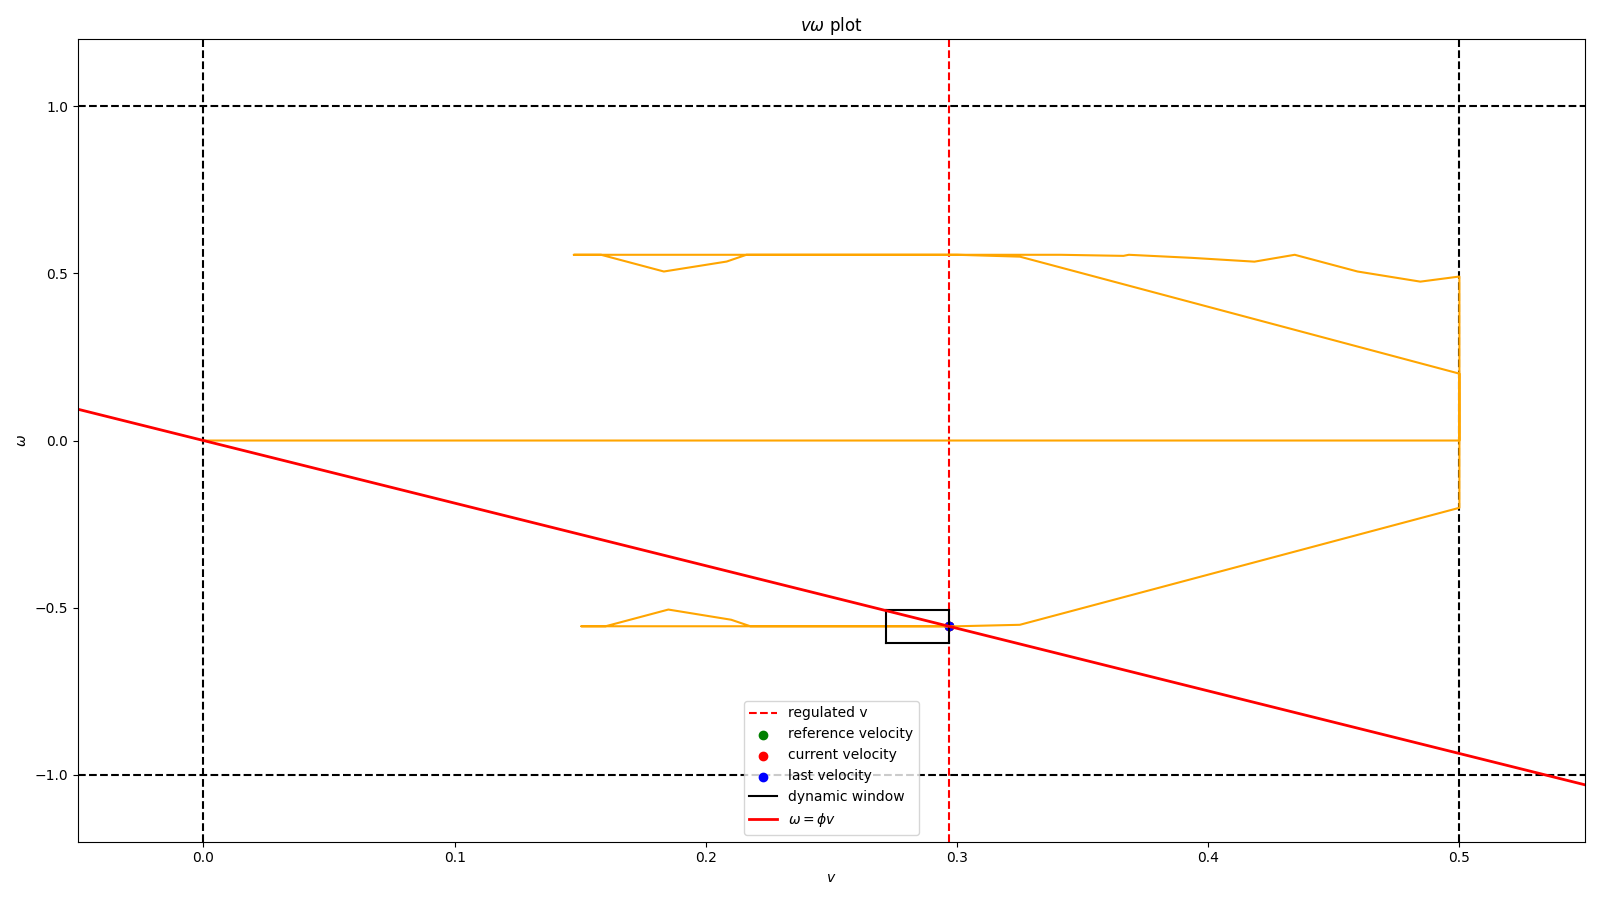 vω plot
1.0
0.5
0.0
−0.5
−1.0
ω
regulated v
reference velocity
current velocity
last velocity
dynamic window
ω = ϕv
0.0 0.1 0.2 0.3 0.4 0.5
v